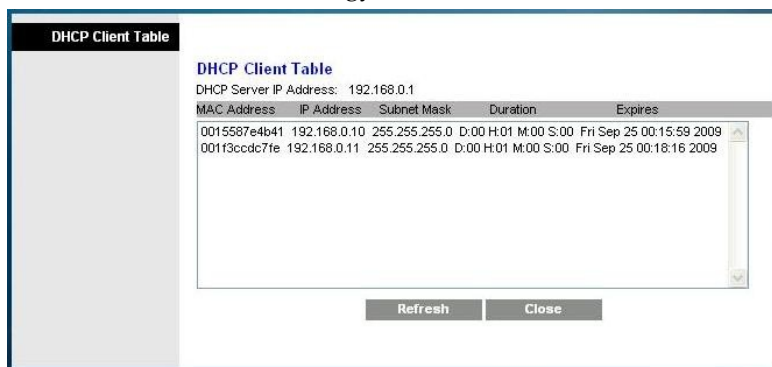 DHCP Client Table
DHCP Client Table
DHCP Server IP Address: 192.168.0.1
MAC Address IP Address Subnet Mask Duration Expires
0015587e4b41 192.168.0.10 255.255.255.0 D:00 H:01 M:00 S:00 Fri Sep 25 00:15:59 2009
001f3ccdc7fe 192.168.0.11 255.255.255.0 D:00 H:01 M:00 S:00 Fri Sep 25 00:18:16 2009
Refresh Close